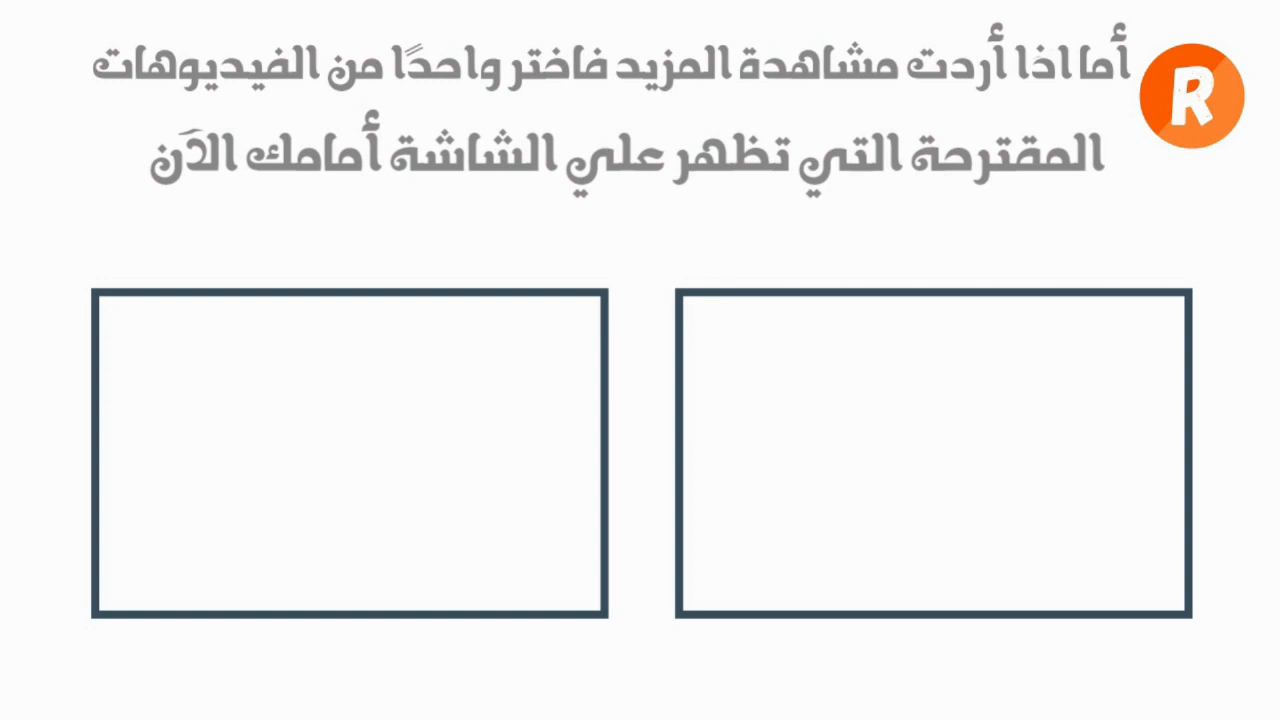 أما اذا أردت مشاهدة المزيد فاختر واحدًا من الفيديوهات
المقترحة التي تظهر علي الشاشة أمامك الآن
R